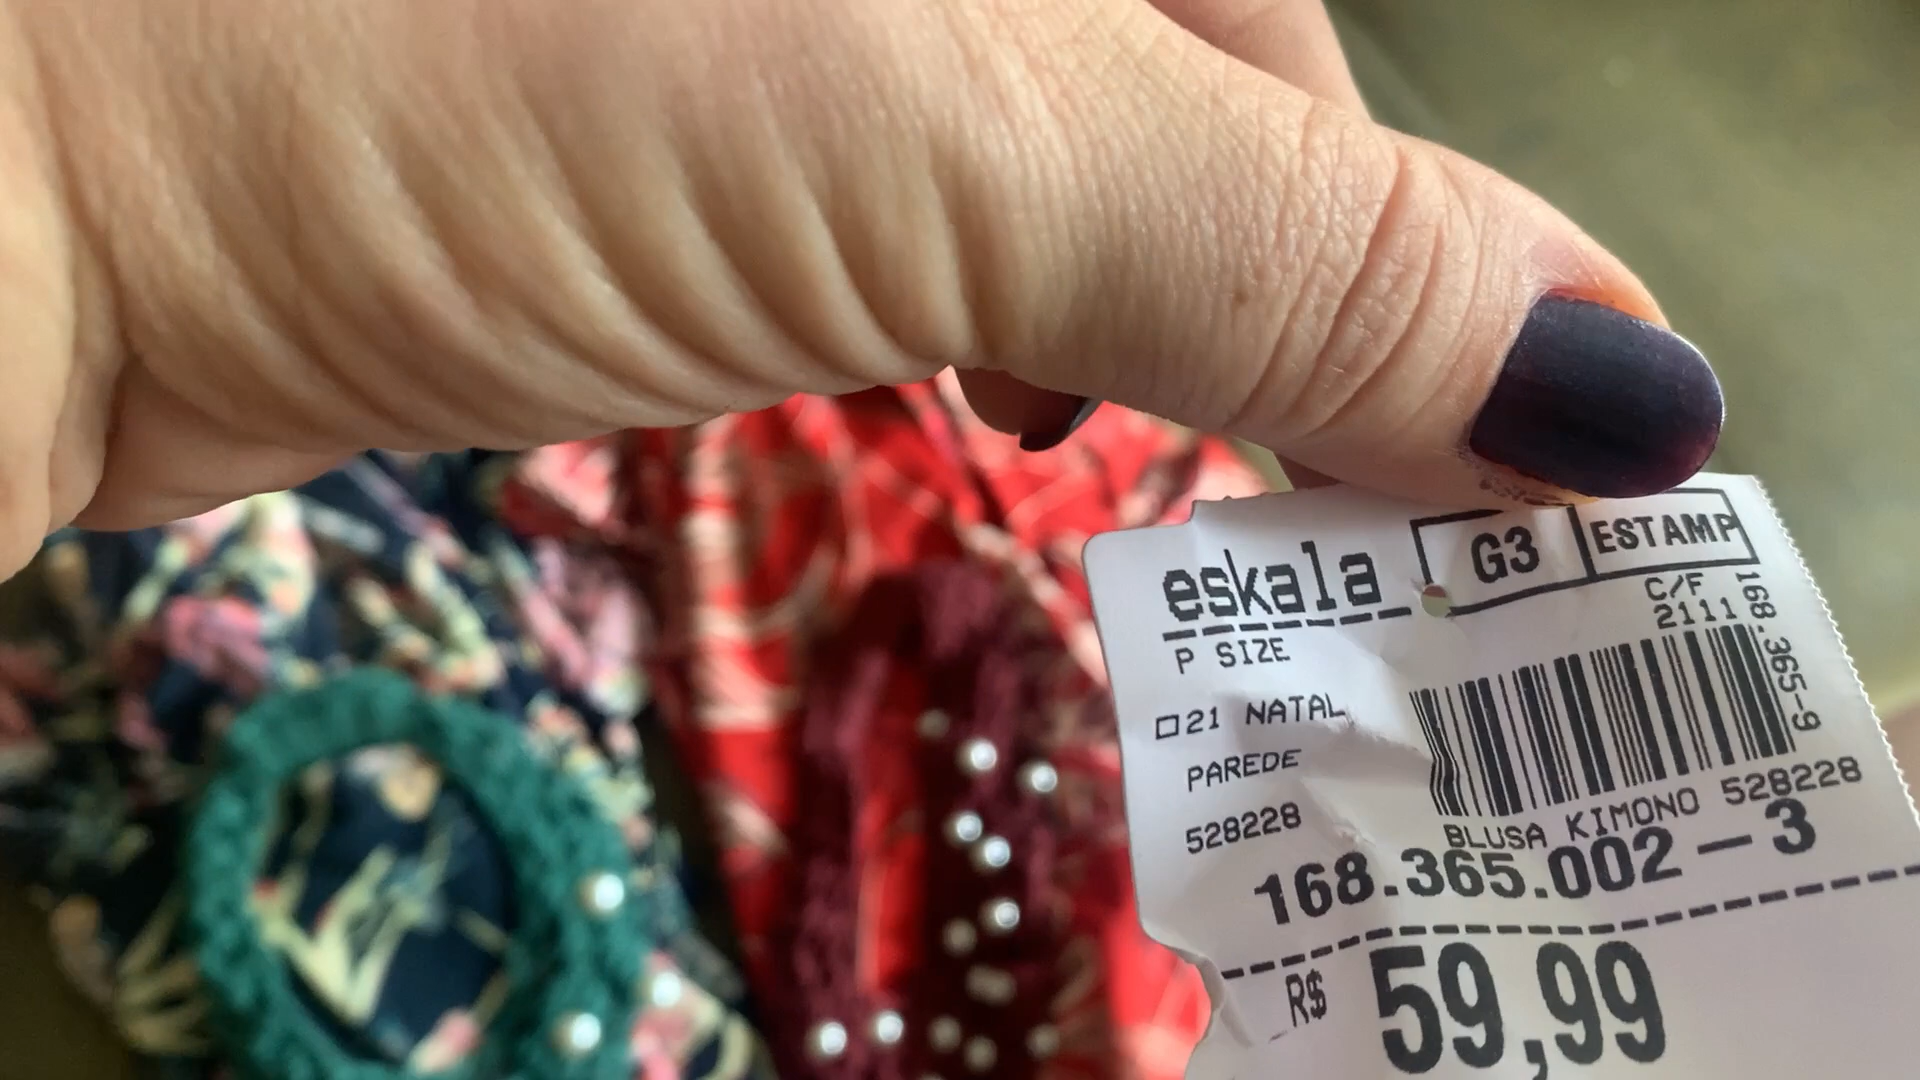 eskala G3 ESTAMP
P SIZE
C/F
2111
168.365-9
□21 NATAL
PAREDE
528228
BLUSA KIMONO 528228
168.365.002-3
R$ 59,99